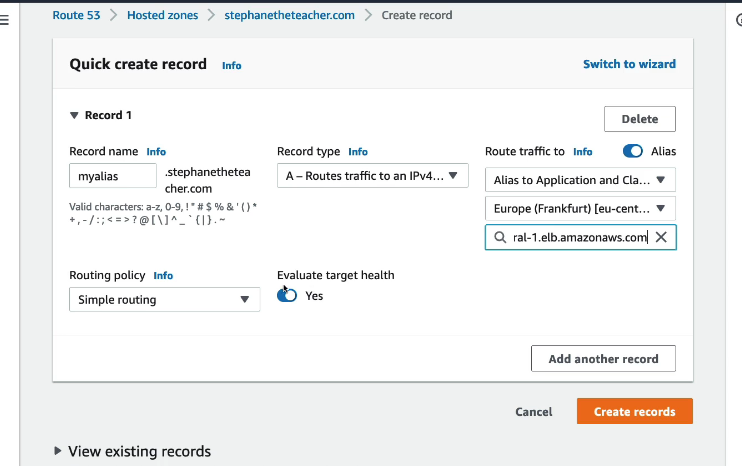 Route 53 > Hosted zones > stephanetheteacher.com > Create record
Quick create record Info
Switch to wizard
Record 1
Delete
Record name Info
Record type Info
Route traffic to Info
Alias
myalias
.stephanethetea
cher.com
A – Routes traffic to an IPv4...
Alias to Application and Cla...
Valid characters: a-z, 0-9, ! " # $ % & ' ( ) *
+ , - / : ; < = > ? @ [ \ ] ^ _ ` { | } . ~
Europe (Frankfurt) [eu-cent...
ral-1.elb.amazonaws.com
Routing policy Info
Evaluate target health
Simple routing
Yes
Add another record
Cancel
Create records
View existing records